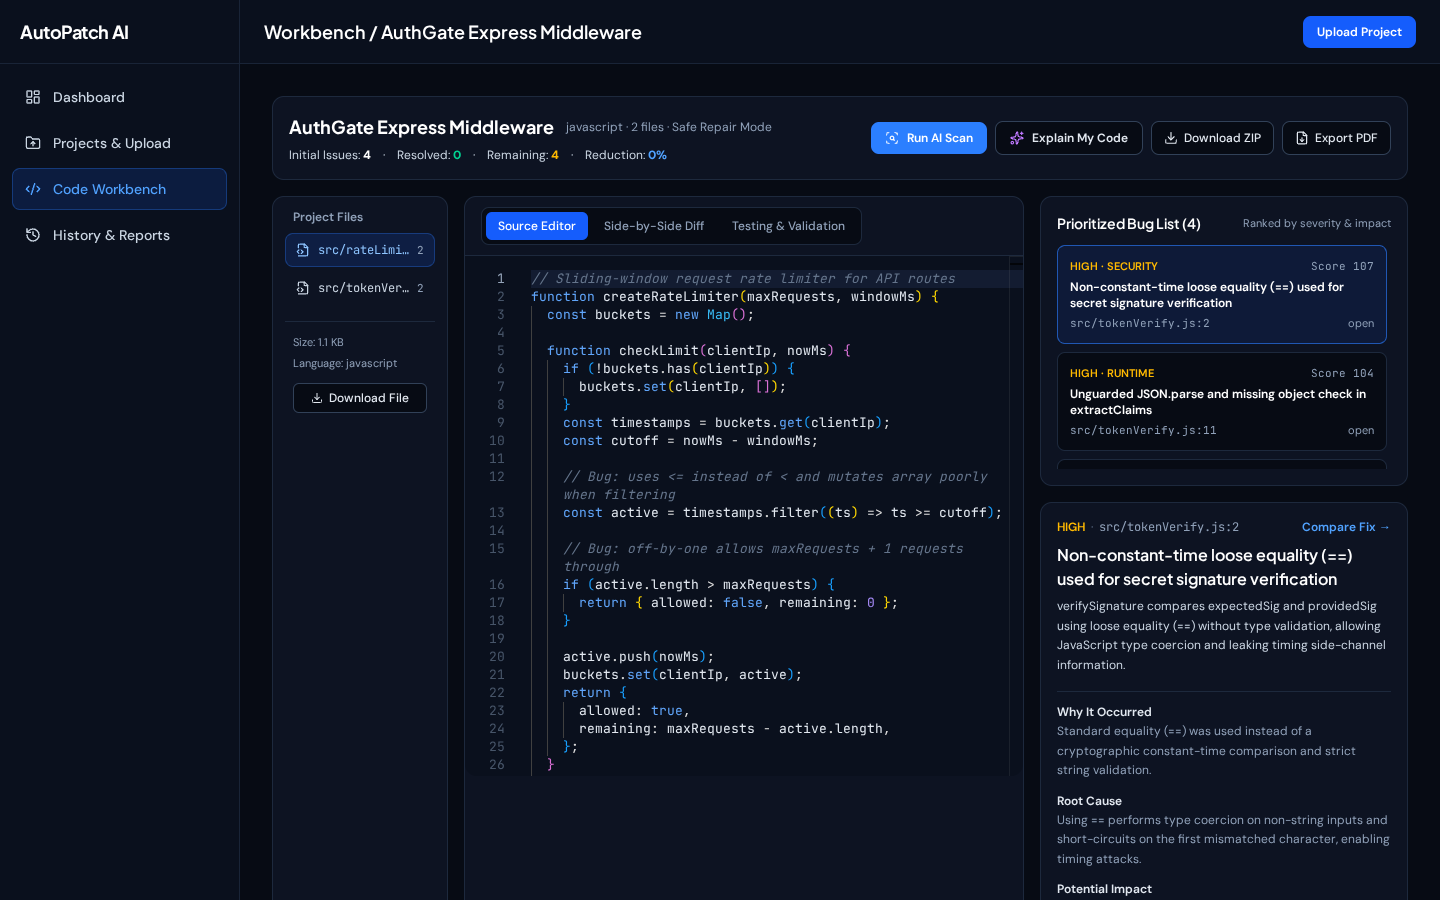 AutoPatch AI
Workbench / AuthGate Express Middleware
Upload Project
Dashboard
Projects & Upload
Code Workbench
History & Reports
AuthGate Express Middleware
javascript · 2 files · Safe Repair Mode
Initial Issues: 4 · Resolved: 0 · Remaining: 4 · Reduction: 0%
Run AI Scan
Explain My Code
Download ZIP
Export PDF
Project Files
src/rateLimi… 2
src/tokenVer… 2
Size: 1.1 KB
Language: javascript
Download File
Source Editor
Side-by-Side Diff
Testing & Validation
1 // Sliding-window request rate limiter for API routes
2 function createRateLimiter(maxRequests, windowMs) {
3 const buckets = new Map();
4
5 function checkLimit(clientIp, nowMs) {
6 if (!buckets.has(clientIp)) {
7 buckets.set(clientIp, []);
8 }
9 const timestamps = buckets.get(clientIp);
10 const cutoff = nowMs - windowMs;
11
12 // Bug: uses <= instead of < and mutates array poorly
when filtering
13 const active = timestamps.filter((ts) => ts >= cutoff);
14
15 // Bug: off-by-one allows maxRequests + 1 requests
through
16 if (active.length > maxRequests) {
17 return { allowed: false, remaining: 0 };
18 }
19
20 active.push(nowMs);
21 buckets.set(clientIp, active);
22 return {
23 allowed: true,
24 remaining: maxRequests - active.length,
25 };
26 }
Prioritized Bug List (4)
Ranked by severity & impact
HIGH · SECURITY
Score 107
Non-constant-time loose equality (==) used for
secret signature verification
src/tokenVerify.js:2
open
HIGH · RUNTIME
Score 104
Unguarded JSON.parse and missing object check in
extractClaims
src/tokenVerify.js:11
open
HIGH · src/tokenVerify.js:2
Compare Fix →
Non-constant-time loose equality (==)
used for secret signature verification
verifySignature compares expectedSig and providedSig
using loose equality (==) without type validation, allowing
JavaScript type coercion and leaking timing side-channel
information.
Why It Occurred
Standard equality (==) was used instead of a
cryptographic constant-time comparison and strict
string validation.
Root Cause
Using == performs type coercion on non-string inputs and
short-circuits on the first mismatched character, enabling
timing attacks.
Potential Impact